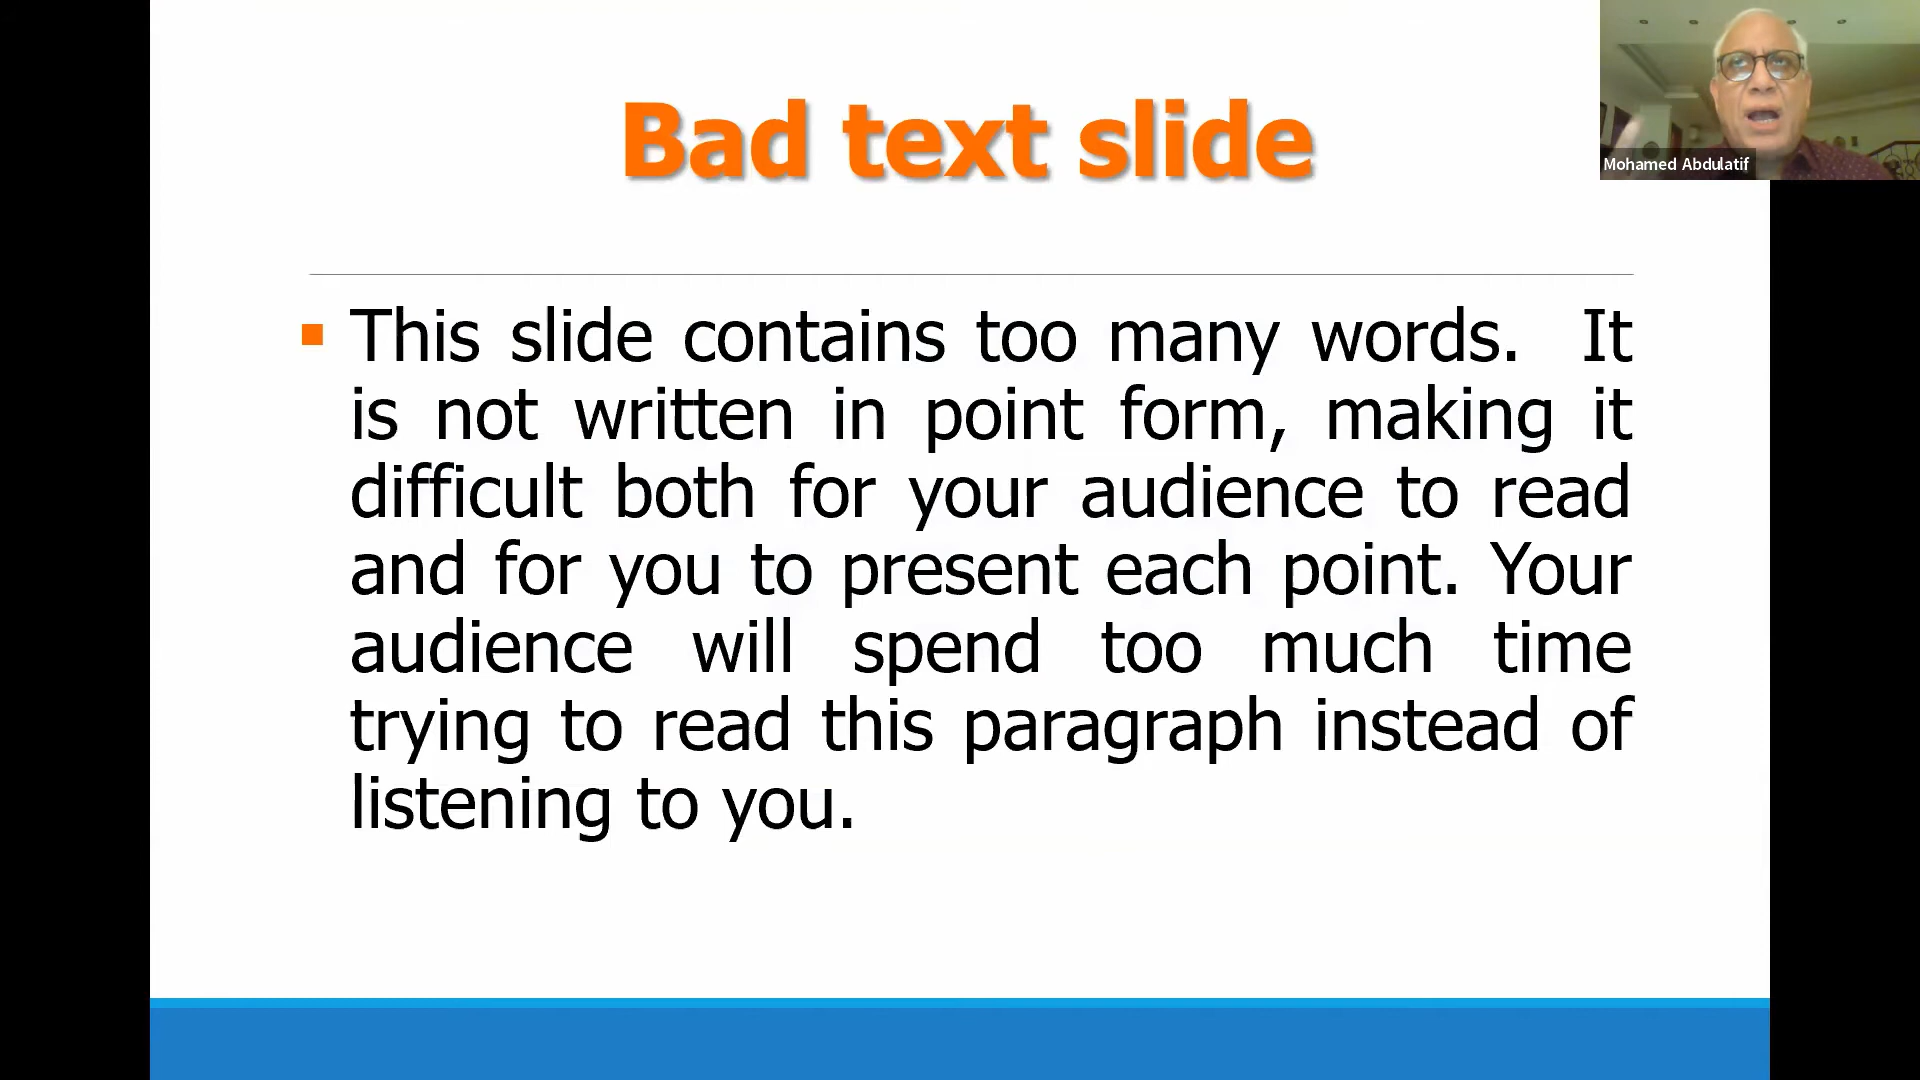 Bad text slide
Mohamed Abdulatif
This slide contains too many words.  It
is not written in point form, making it
difficult both for your audience to read
and for you to present each point. Your
audience will spend too much time
trying to read this paragraph instead of
listening to you.